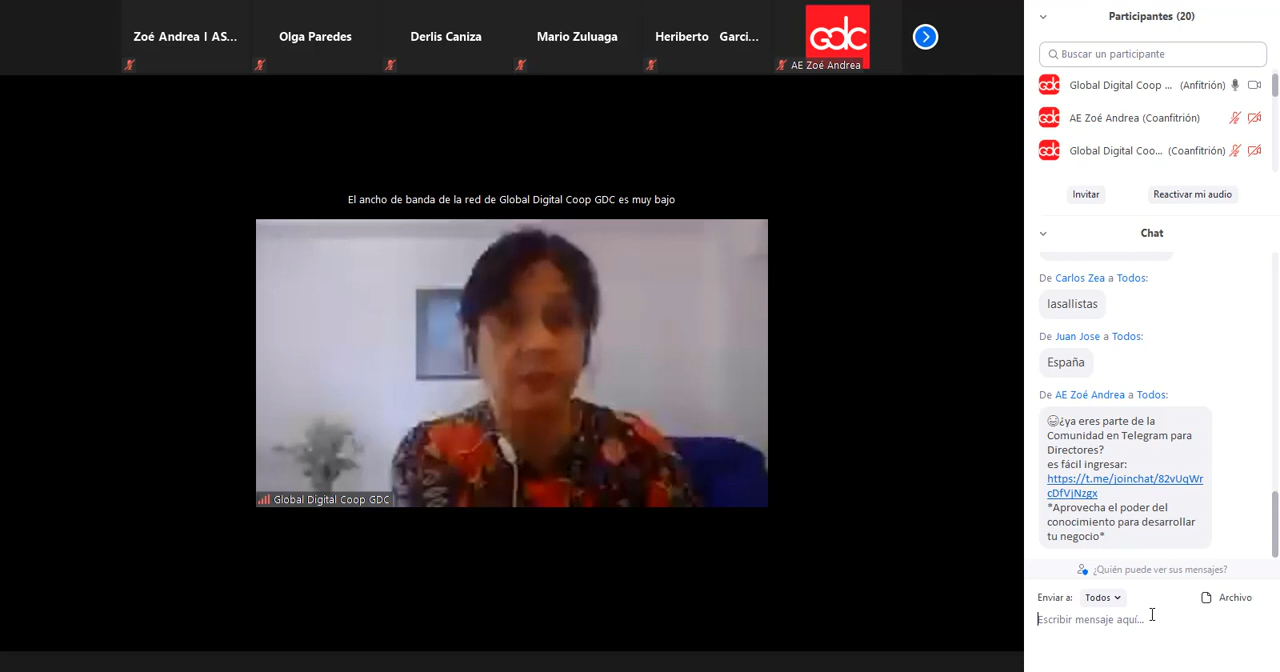 Zoé Andrea I AS...
Olga Paredes
Derlis Caniza
Mario Zuluaga
Heriberto Garci...
gdc
AE Zoé Andrea
El ancho de banda de la red de Global Digital Coop GDC es muy bajo
Global Digital Coop GDC
Participantes (20)
Buscar un participante
gdc
Global Digital Coop ... (Anfitrión)
gdc
AE Zoé Andrea (Coanfitrión)
gdc
Global Digital Coo... (Coanfitrión)
Invitar
Reactivar mi audio
Chat
De Carlos Zea a Todos:
lasallistas
De Juan Jose a Todos:
España
De AE Zoé Andrea a Todos:
😄¿ya eres parte de la
Comunidad en Telegram para
Directores?
es fácil ingresar:
https://t.me/joinchat/82vUqWr
cDfVjNzgx
*Aprovecha el poder del
conocimiento para desarrollar
tu negocio*
¿Quién puede ver sus mensajes?
Enviar a: Todos
Archivo
Escribir mensaje aquí...